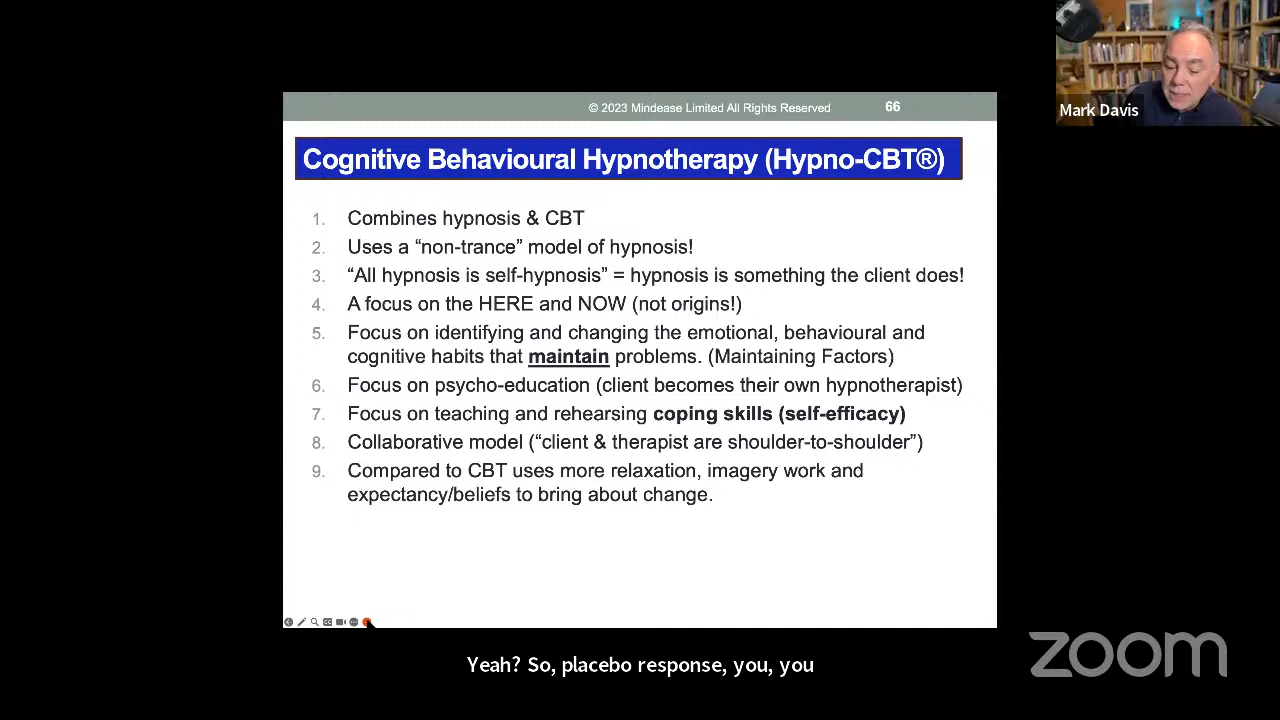 © 2023 Mindease Limited All Rights Reserved 66
Mark Davis
Cognitive Behavioural Hypnotherapy (Hypno-CBT®)
1. Combines hypnosis & CBT
2. Uses a “non-trance” model of hypnosis!
3. “All hypnosis is self-hypnosis” = hypnosis is something the client does!
4. A focus on the HERE and NOW (not origins!)
5. Focus on identifying and changing the emotional, behavioural and
cognitive habits that maintain problems. (Maintaining Factors)
6. Focus on psycho-education (client becomes their own hypnotherapist)
7. Focus on teaching and rehearsing coping skills (self-efficacy)
8. Collaborative model (“client & therapist are shoulder-to-shoulder”)
9. Compared to CBT uses more relaxation, imagery work and
expectancy/beliefs to bring about change.
Yeah? So, placebo response, you, you
zoom